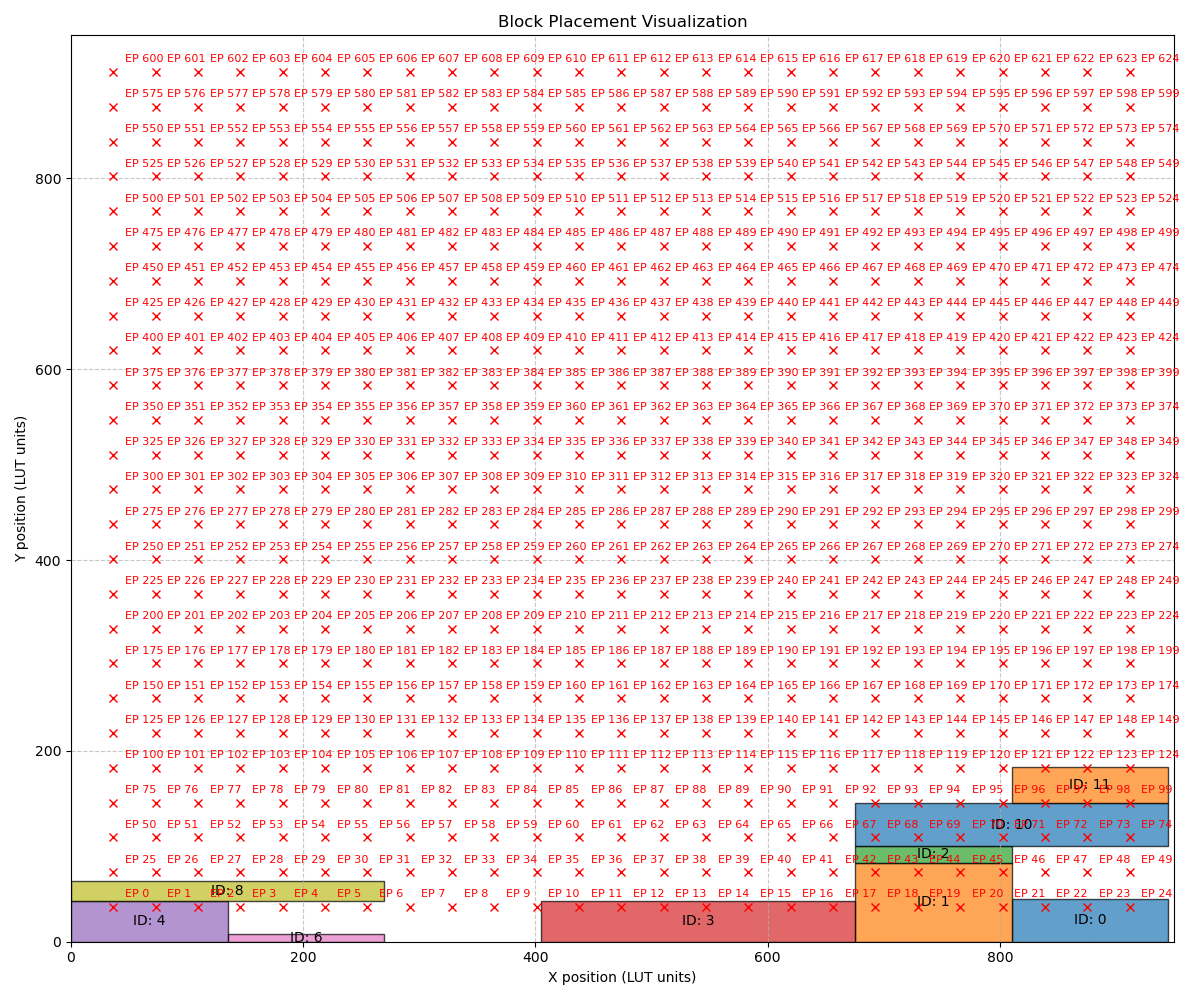 Block Placement Visualization
EP 600 EP 601 EP 602 EP 603 EP 604 EP 605 EP 606 EP 607 EP 608 EP 609 EP 610 EP 611 EP 612 EP 613 EP 614 EP 615 EP 616 EP 617 EP 618 EP 619 EP 620 EP 621 EP 622 EP 623 EP 624
EP 575 EP 576 EP 577 EP 578 EP 579 EP 580 EP 581 EP 582 EP 583 EP 584 EP 585 EP 586 EP 587 EP 588 EP 589 EP 590 EP 591 EP 592 EP 593 EP 594 EP 595 EP 596 EP 597 EP 598 EP 599
EP 550 EP 551 EP 552 EP 553 EP 554 EP 555 EP 556 EP 557 EP 558 EP 559 EP 560 EP 561 EP 562 EP 563 EP 564 EP 565 EP 566 EP 567 EP 568 EP 569 EP 570 EP 571 EP 572 EP 573 EP 574
EP 525 EP 526 EP 527 EP 528 EP 529 EP 530 EP 531 EP 532 EP 533 EP 534 EP 535 EP 536 EP 537 EP 538 EP 539 EP 540 EP 541 EP 542 EP 543 EP 544 EP 545 EP 546 EP 547 EP 548 EP 549
800
EP 500 EP 501 EP 502 EP 503 EP 504 EP 505 EP 506 EP 507 EP 508 EP 509 EP 510 EP 511 EP 512 EP 513 EP 514 EP 515 EP 516 EP 517 EP 518 EP 519 EP 520 EP 521 EP 522 EP 523 EP 524
EP 475 EP 476 EP 477 EP 478 EP 479 EP 480 EP 481 EP 482 EP 483 EP 484 EP 485 EP 486 EP 487 EP 488 EP 489 EP 490 EP 491 EP 492 EP 493 EP 494 EP 495 EP 496 EP 497 EP 498 EP 499
EP 450 EP 451 EP 452 EP 453 EP 454 EP 455 EP 456 EP 457 EP 458 EP 459 EP 460 EP 461 EP 462 EP 463 EP 464 EP 465 EP 466 EP 467 EP 468 EP 469 EP 470 EP 471 EP 472 EP 473 EP 474
EP 425 EP 426 EP 427 EP 428 EP 429 EP 430 EP 431 EP 432 EP 433 EP 434 EP 435 EP 436 EP 437 EP 438 EP 439 EP 440 EP 441 EP 442 EP 443 EP 444 EP 445 EP 446 EP 447 EP 448 EP 449
EP 400 EP 401 EP 402 EP 403 EP 404 EP 405 EP 406 EP 407 EP 408 EP 409 EP 410 EP 411 EP 412 EP 413 EP 414 EP 415 EP 416 EP 417 EP 418 EP 419 EP 420 EP 421 EP 422 EP 423 EP 424
600
EP 375 EP 376 EP 377 EP 378 EP 379 EP 380 EP 381 EP 382 EP 383 EP 384 EP 385 EP 386 EP 387 EP 388 EP 389 EP 390 EP 391 EP 392 EP 393 EP 394 EP 395 EP 396 EP 397 EP 398 EP 399
EP 350 EP 351 EP 352 EP 353 EP 354 EP 355 EP 356 EP 357 EP 358 EP 359 EP 360 EP 361 EP 362 EP 363 EP 364 EP 365 EP 366 EP 367 EP 368 EP 369 EP 370 EP 371 EP 372 EP 373 EP 374
EP 325 EP 326 EP 327 EP 328 EP 329 EP 330 EP 331 EP 332 EP 333 EP 334 EP 335 EP 336 EP 337 EP 338 EP 339 EP 340 EP 341 EP 342 EP 343 EP 344 EP 345 EP 346 EP 347 EP 348 EP 349
EP 300 EP 301 EP 302 EP 303 EP 304 EP 305 EP 306 EP 307 EP 308 EP 309 EP 310 EP 311 EP 312 EP 313 EP 314 EP 315 EP 316 EP 317 EP 318 EP 319 EP 320 EP 321 EP 322 EP 323 EP 324
EP 275 EP 276 EP 277 EP 278 EP 279 EP 280 EP 281 EP 282 EP 283 EP 284 EP 285 EP 286 EP 287 EP 288 EP 289 EP 290 EP 291 EP 292 EP 293 EP 294 EP 295 EP 296 EP 297 EP 298 EP 299
400
EP 250 EP 251 EP 252 EP 253 EP 254 EP 255 EP 256 EP 257 EP 258 EP 259 EP 260 EP 261 EP 262 EP 263 EP 264 EP 265 EP 266 EP 267 EP 268 EP 269 EP 270 EP 271 EP 272 EP 273 EP 274
EP 225 EP 226 EP 227 EP 228 EP 229 EP 230 EP 231 EP 232 EP 233 EP 234 EP 235 EP 236 EP 237 EP 238 EP 239 EP 240 EP 241 EP 242 EP 243 EP 244 EP 245 EP 246 EP 247 EP 248 EP 249
EP 200 EP 201 EP 202 EP 203 EP 204 EP 205 EP 206 EP 207 EP 208 EP 209 EP 210 EP 211 EP 212 EP 213 EP 214 EP 215 EP 216 EP 217 EP 218 EP 219 EP 220 EP 221 EP 222 EP 223 EP 224
EP 175 EP 176 EP 177 EP 178 EP 179 EP 180 EP 181 EP 182 EP 183 EP 184 EP 185 EP 186 EP 187 EP 188 EP 189 EP 190 EP 191 EP 192 EP 193 EP 194 EP 195 EP 196 EP 197 EP 198 EP 199
EP 150 EP 151 EP 152 EP 153 EP 154 EP 155 EP 156 EP 157 EP 158 EP 159 EP 160 EP 161 EP 162 EP 163 EP 164 EP 165 EP 166 EP 167 EP 168 EP 169 EP 170 EP 171 EP 172 EP 173 EP 174
EP 125 EP 126 EP 127 EP 128 EP 129 EP 130 EP 131 EP 132 EP 133 EP 134 EP 135 EP 136 EP 137 EP 138 EP 139 EP 140 EP 141 EP 142 EP 143 EP 144 EP 145 EP 146 EP 147 EP 148 EP 149
200
EP 100 EP 101 EP 102 EP 103 EP 104 EP 105 EP 106 EP 107 EP 108 EP 109 EP 110 EP 111 EP 112 EP 113 EP 114 EP 115 EP 116 EP 117 EP 118 EP 119 EP 120 EP 121 EP 122 EP 123 EP 124
ID: 11
EP 75 EP 76 EP 77 EP 78 EP 79 EP 80 EP 81 EP 82 EP 83 EP 84 EP 85 EP 86 EP 87 EP 88 EP 89 EP 90 EP 91 EP 92 EP 93 EP 94 EP 95 EP 96 EP 97 EP 98 EP 99
ID: 10
EP 50 EP 51 EP 52 EP 53 EP 54 EP 55 EP 56 EP 57 EP 58 EP 59 EP 60 EP 61 EP 62 EP 63 EP 64 EP 65 EP 66 EP 67 EP 68 EP 69 EP 71 EP 72 EP 73 EP 74
ID: 2
EP 25 EP 26 EP 27 EP 28 EP 29 EP 30 EP 31 EP 32 EP 33 EP 34 EP 35 EP 36 EP 37 EP 38 EP 39 EP 40 EP 41 EP 42 EP 43 EP 44 EP 45 EP 46 EP 47 EP 48 EP 49
ID: 8
EP 0 EP 1 EP 2 EP 3 EP 4 EP 5 EP 6 EP 7 EP 8 EP 9 EP 10 EP 11 EP 12 EP 13 EP 14 EP 15 EP 16 EP 17 EP 18 EP 19 EP 20 EP 21 EP 22 EP 23 EP 24
ID: 1
ID: 4
ID: 3
ID: 0
ID: 6
0
0 200 400 600 800
X position (LUT units)
Y position (LUT units)